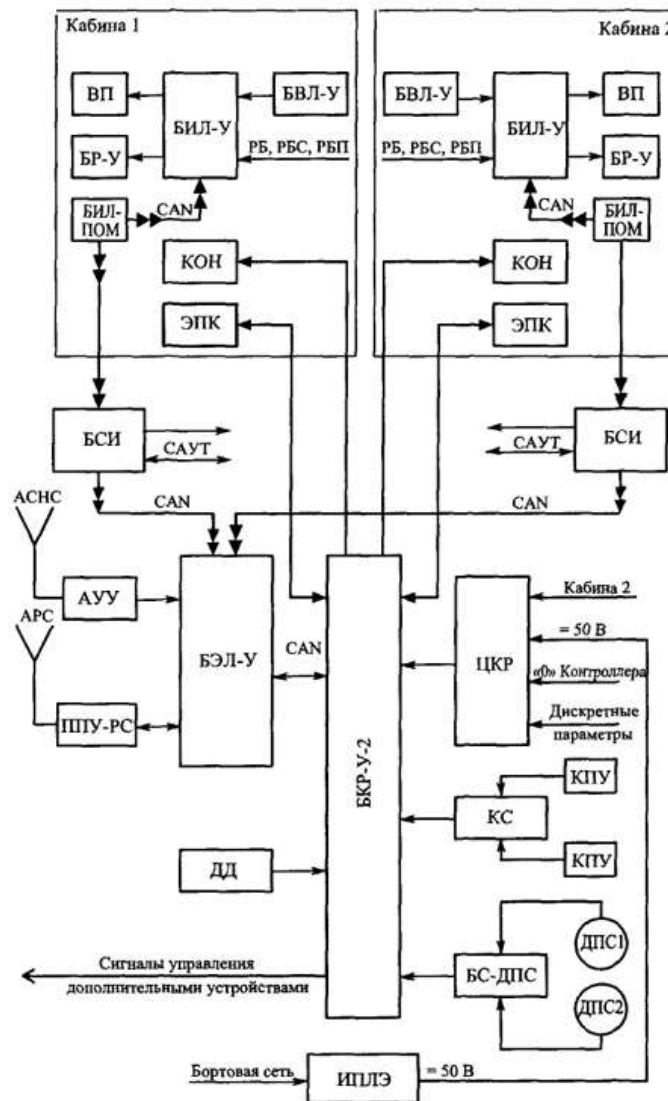 Кабина 1
Кабина 2
ВП
БИЛ-У
БВЛ-У
БВЛ-У
БИЛ-У
ВП
БР-У
РБ, РБС, РБП
РБ, РБС, РБП
БР-У
БИЛ-
ПОМ
CAN
CAN
БИЛ-
ПОМ
КОН
КОН
ЭПК
ЭПК
БСИ
САУТ
САУТ
БСИ
АСНС
CAN
CAN
АУУ
АРС
БЭЛ-У
CAN
ППУ-РС
БКР-У-2
ЦКР
Кабина 2
= 50 В
«0» Контроллера
Дискретные
параметры
КПУ
КС
КПУ
ДД
ДПС1
БС-ДПС
ДПС2
Сигналы управления
дополнительными устройствами
Бортовая сеть
ИПЛЭ
= 50 В